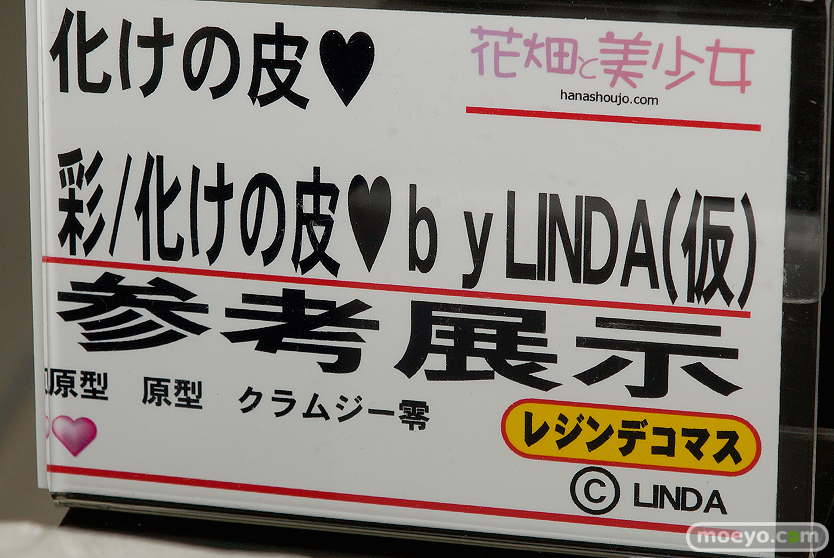 化けの皮♥
花畑と美少女
hanashoujo.com
彩/化けの皮♥ｂｙLINDA(仮)
参考展示
原型 原型 クラムジー零
レジンデコマス
© LINDA
moeyo.com